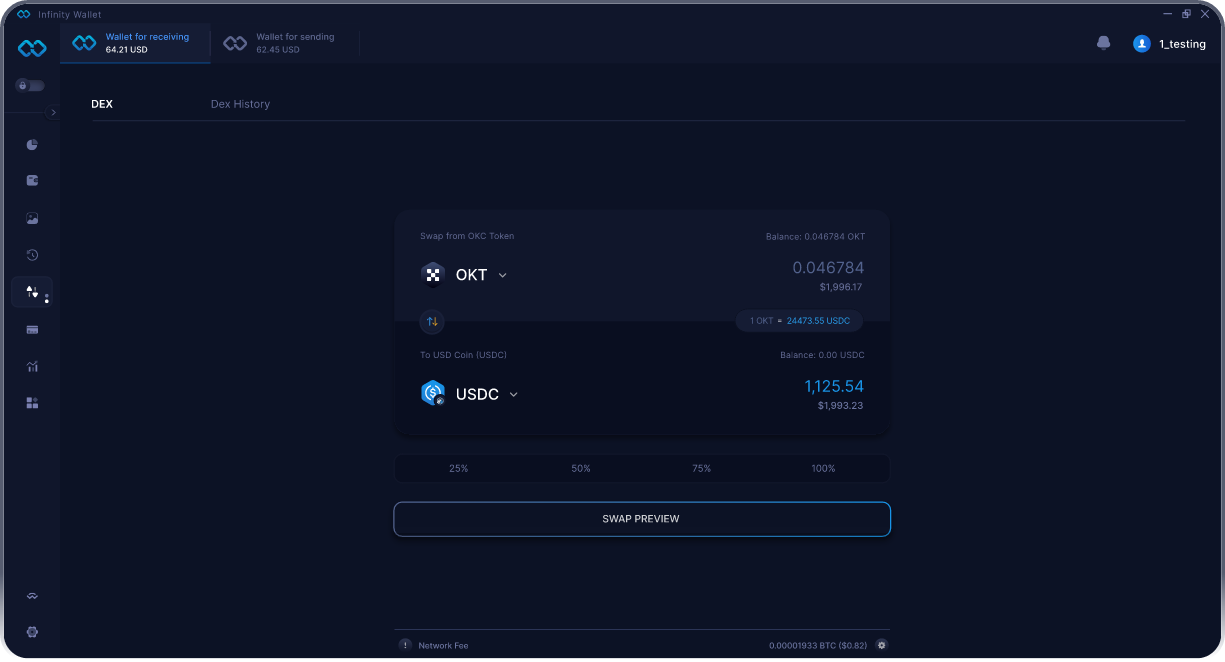 Infinity Wallet
Wallet for receiving
64.21 USD
Wallet for sending
62.45 USD
1_testing
DEX
Dex History
Swap from OKC Token
Balance: 0.046784 OKT
OKT
0.046784
$1,996.17
1 OKT = 24473.55 USDC
To USD Coin (USDC)
Balance: 0.00 USDC
USDC
1,125.54
$1,993.23
25%
50%
75%
100%
SWAP PREVIEW
Network Fee
0.00001933 BTC ($0.82)